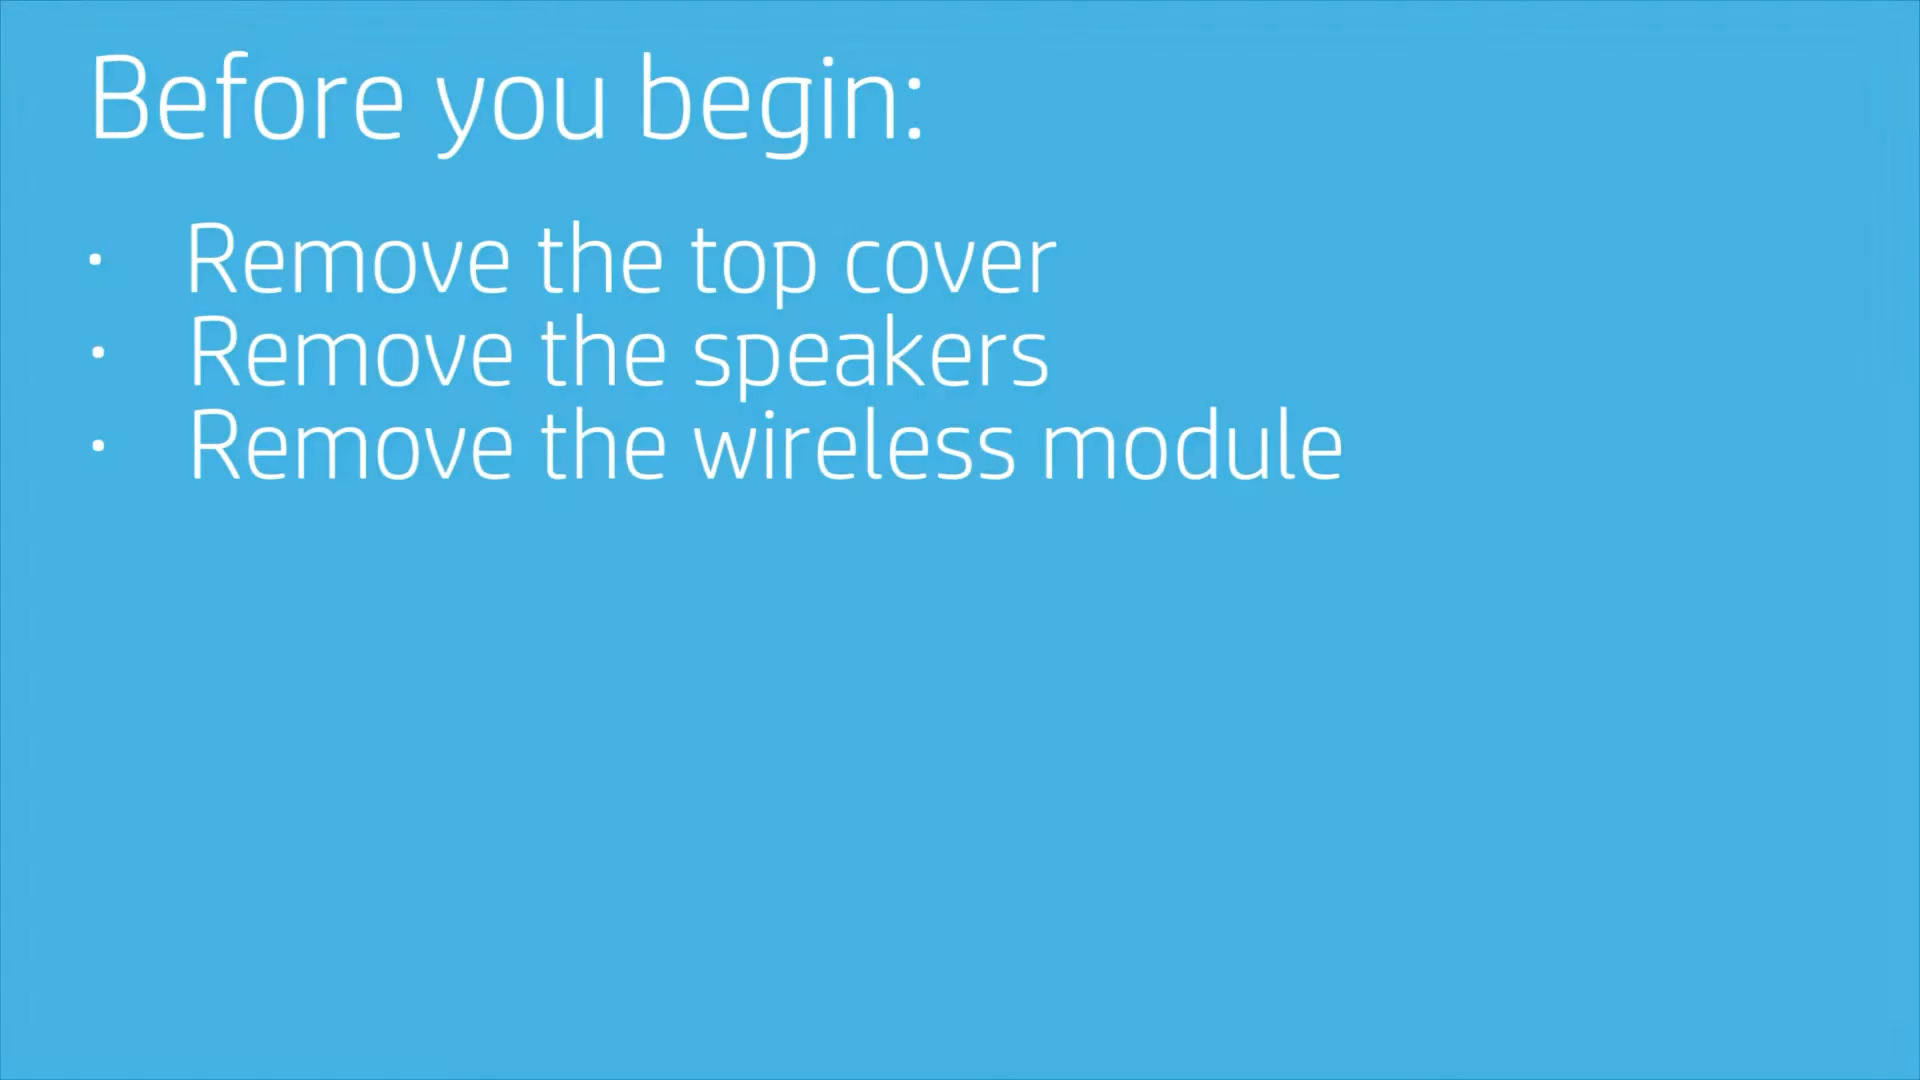 Before you begin:
· Remove the top cover
· Remove the speakers
· Remove the wireless module